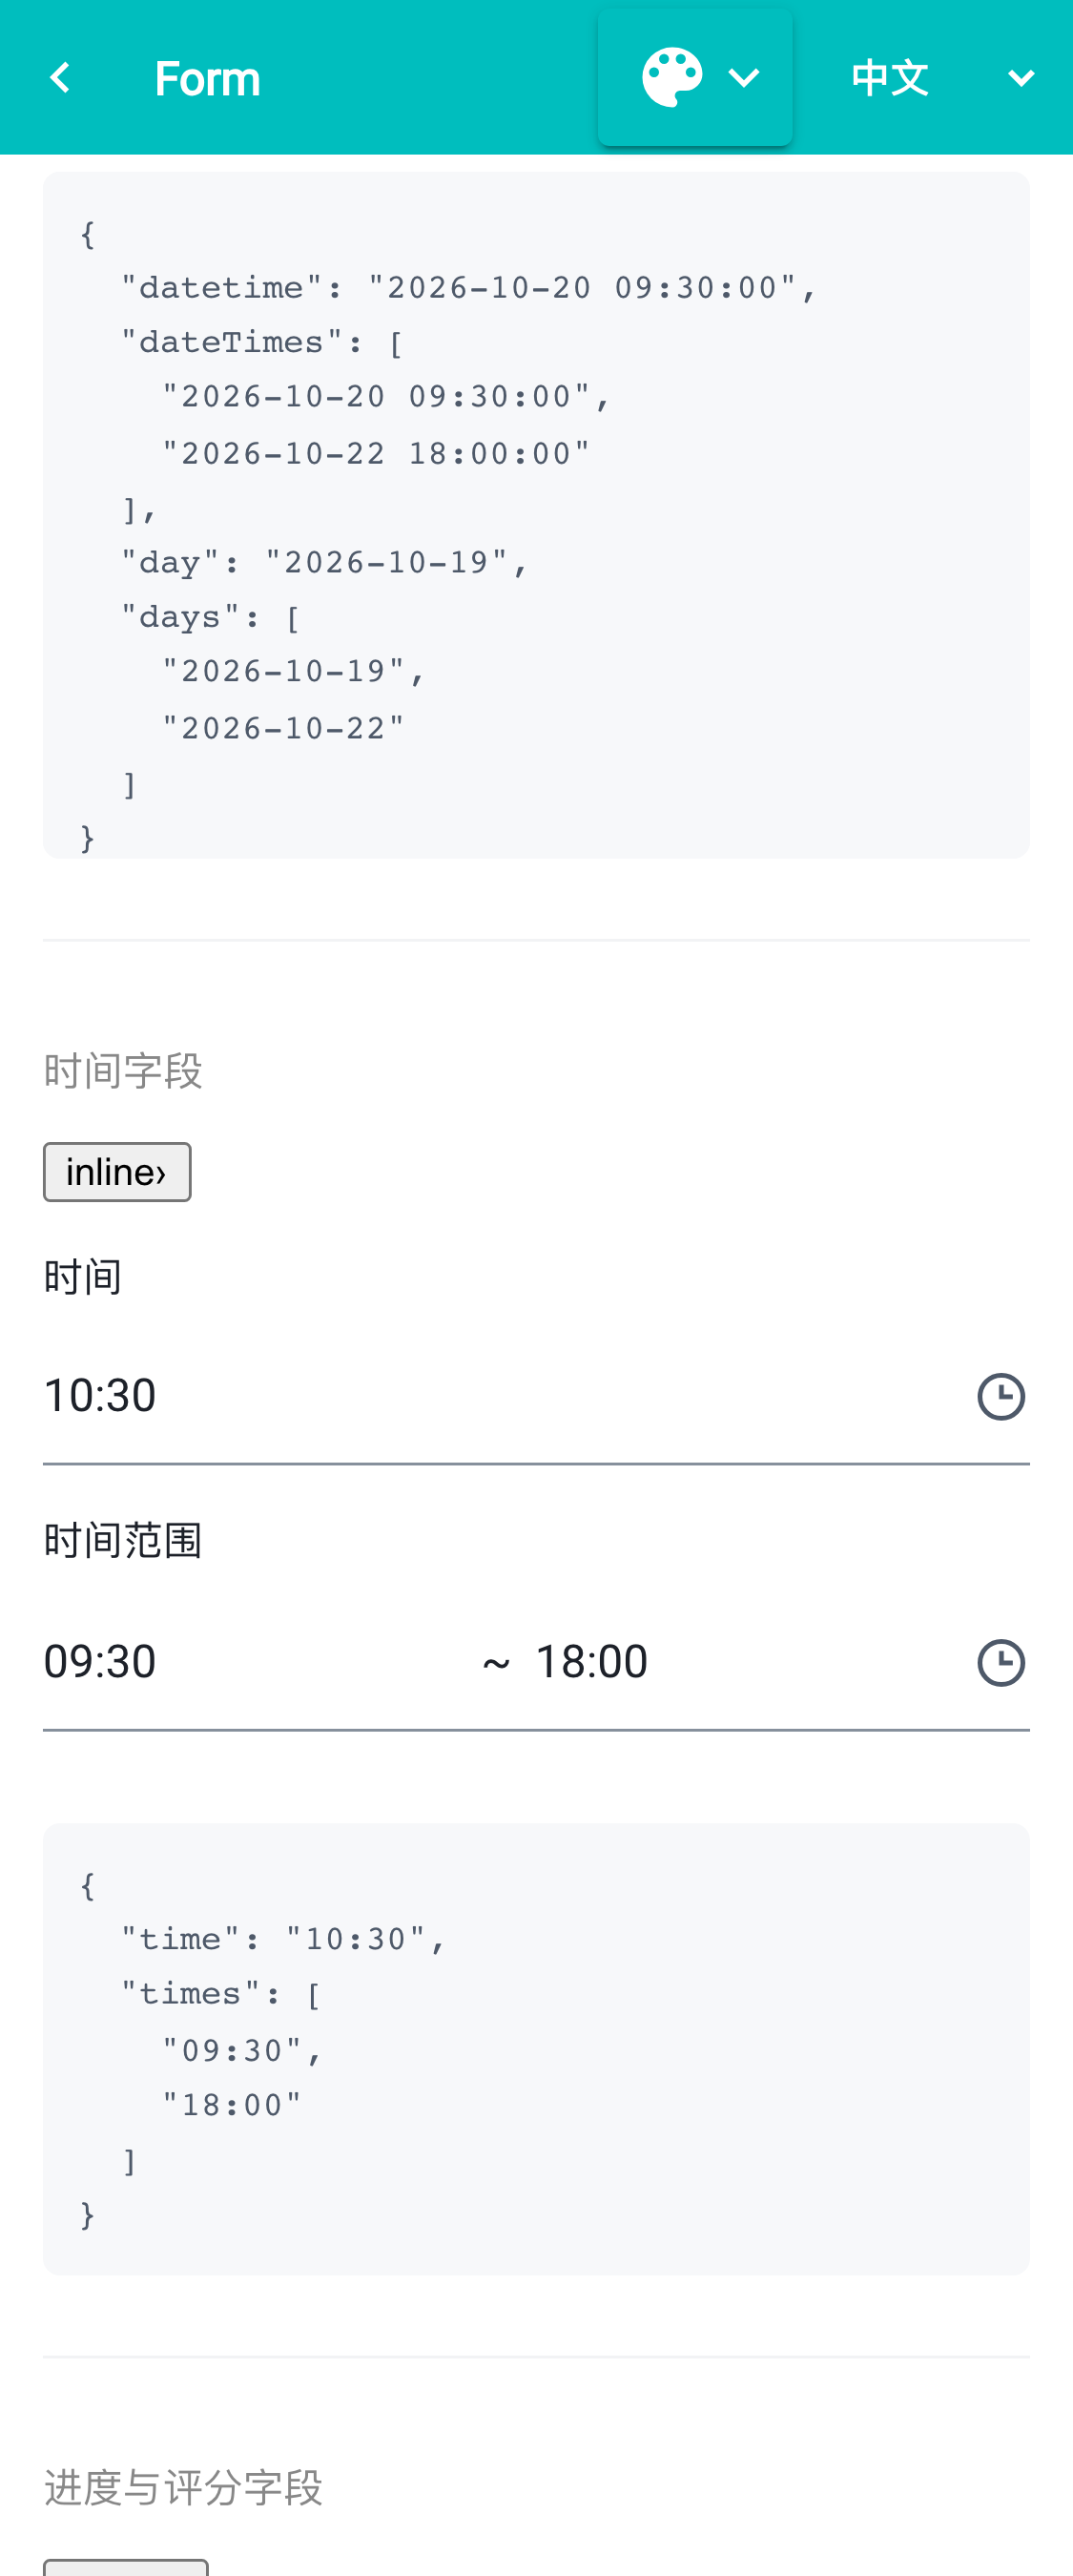 Form 中文
{
"datetime": "2026-10-20 09:30:00",
"dateTimes": [
"2026-10-20 09:30:00",
"2026-10-22 18:00:00"
],
"day": "2026-10-19",
"days": [
"2026-10-19",
"2026-10-22"
]
}
时间字段
inline›
时间
10:30
时间范围
09:30 ~ 18:00
{
"time": "10:30",
"times": [
"09:30",
"18:00"
]
}
进度与评分字段